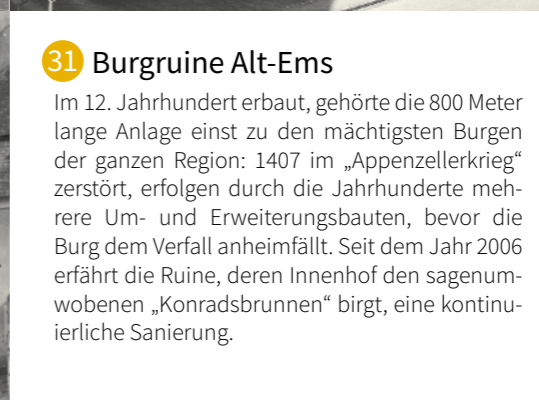 31 Burgruine Alt-Ems
Im 12. Jahrhundert erbaut, gehörte die 800 Meter
lange Anlage einst zu den mächtigsten Burgen
der ganzen Region: 1407 im „Appenzellerkrieg“
zerstört, erfolgen durch die Jahrhunderte meh-
rere Um- und Erweiterungsbauten, bevor die
Burg dem Verfall anheimfällt. Seit dem Jahr 2006
erfährt die Ruine, deren Innenhof den sagenum-
wobenen „Konradsbrunnen“ birgt, eine kontinu-
ierliche Sanierung.